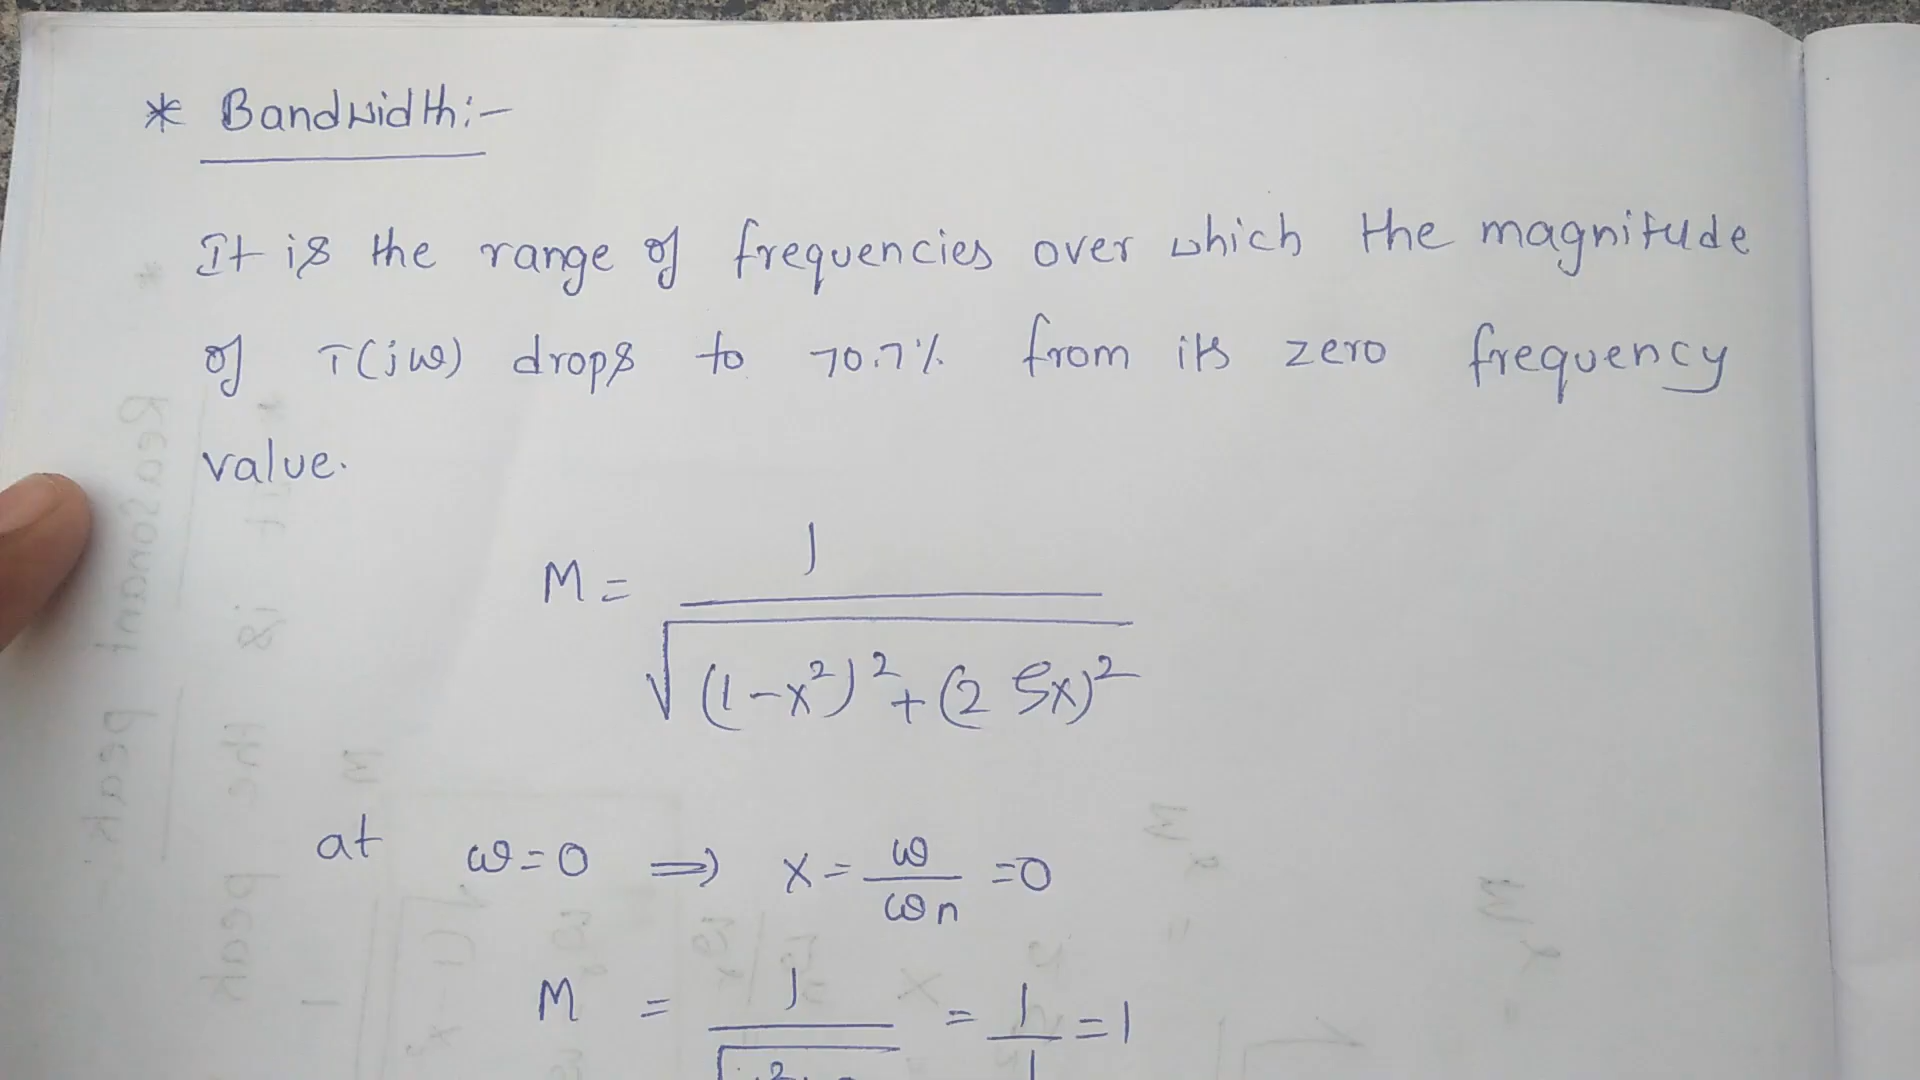 * Bandwidth:-
It is the range of frequencies over which the magnitude
of T(jω) drops to 70.7% from its zero frequency
value.
M = 1 / √((1-x²)² + (2ζx)²)
at ω=0 ⇒ x = ω/ωn = 0
M = 1 = 1/1 = 1